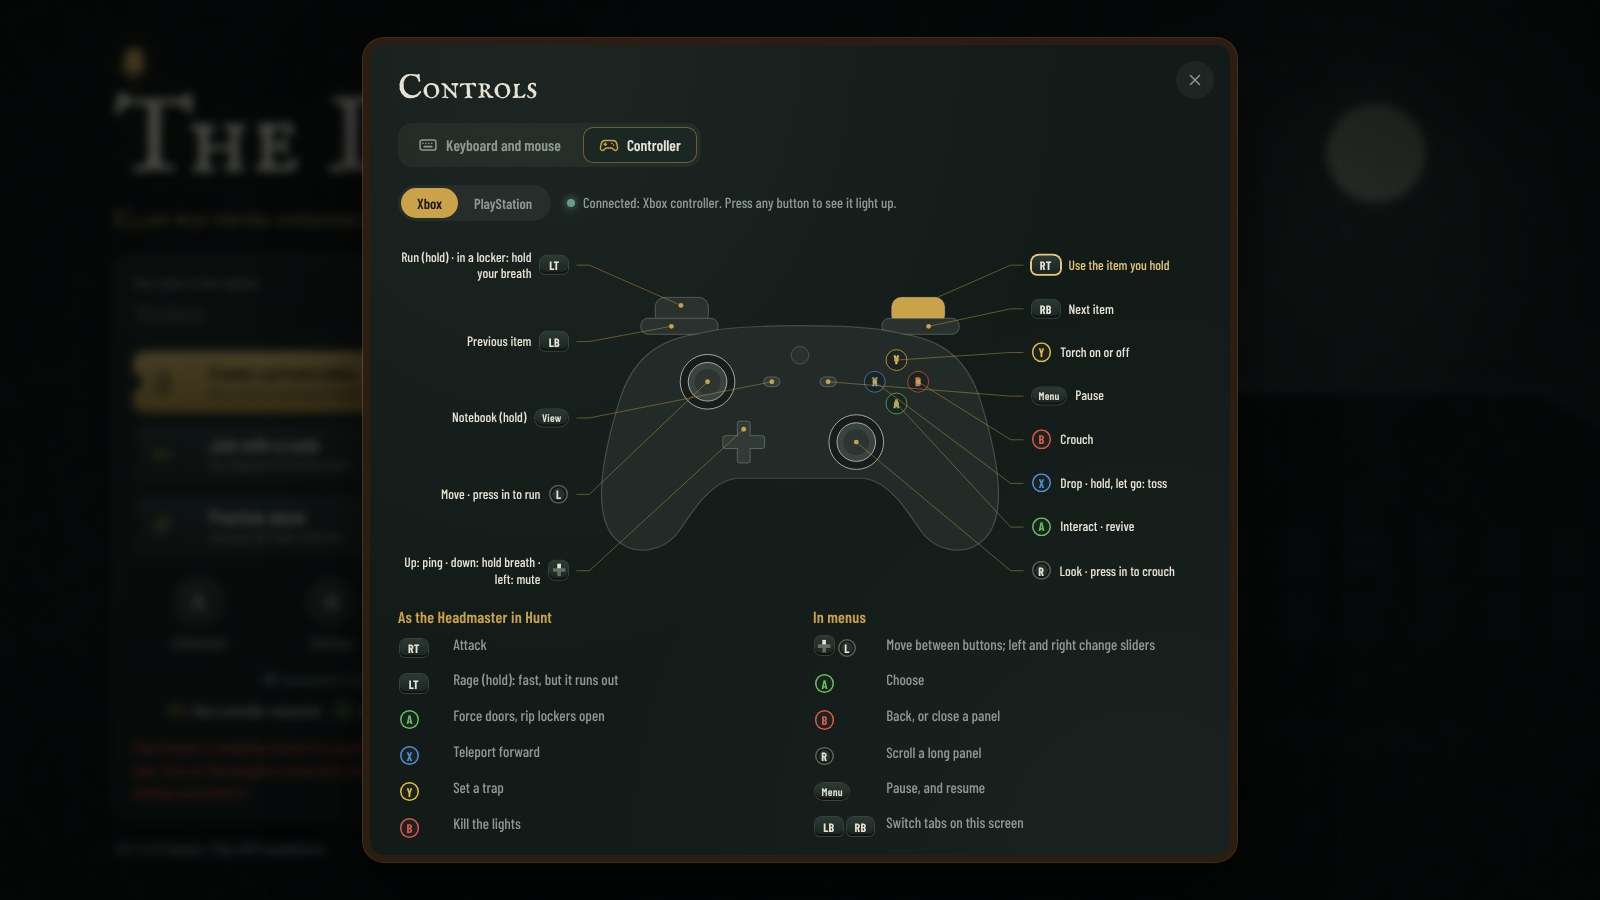 The
Controls
Keyboard and mouse
Controller
Xbox
PlayStation
Connected: Xbox controller. Press any button to see it light up.
Run (hold) · in a locker: hold
your breath
LT
Previous item
LB
Notebook (hold)
View
Move · press in to run
L
Up: ping · down: hold breath ·
left: mute
RT
Use the item you hold
RB
Next item
Y
Torch on or off
Menu
Pause
B
Crouch
X
Drop · hold, let go: toss
A
Interact · revive
R
Look · press in to crouch
Y
X
B
A
As the Headmaster in Hunt
RT
Attack
LT
Rage (hold): fast, but it runs out
A
Force doors, rip lockers open
X
Teleport forward
Y
Set a trap
B
Kill the lights
In menus
L
Move between buttons; left and right change sliders
A
Choose
B
Back, or close a panel
R
Scroll a long panel
Menu
Pause, and resume
LB RB
Switch tabs on this screen